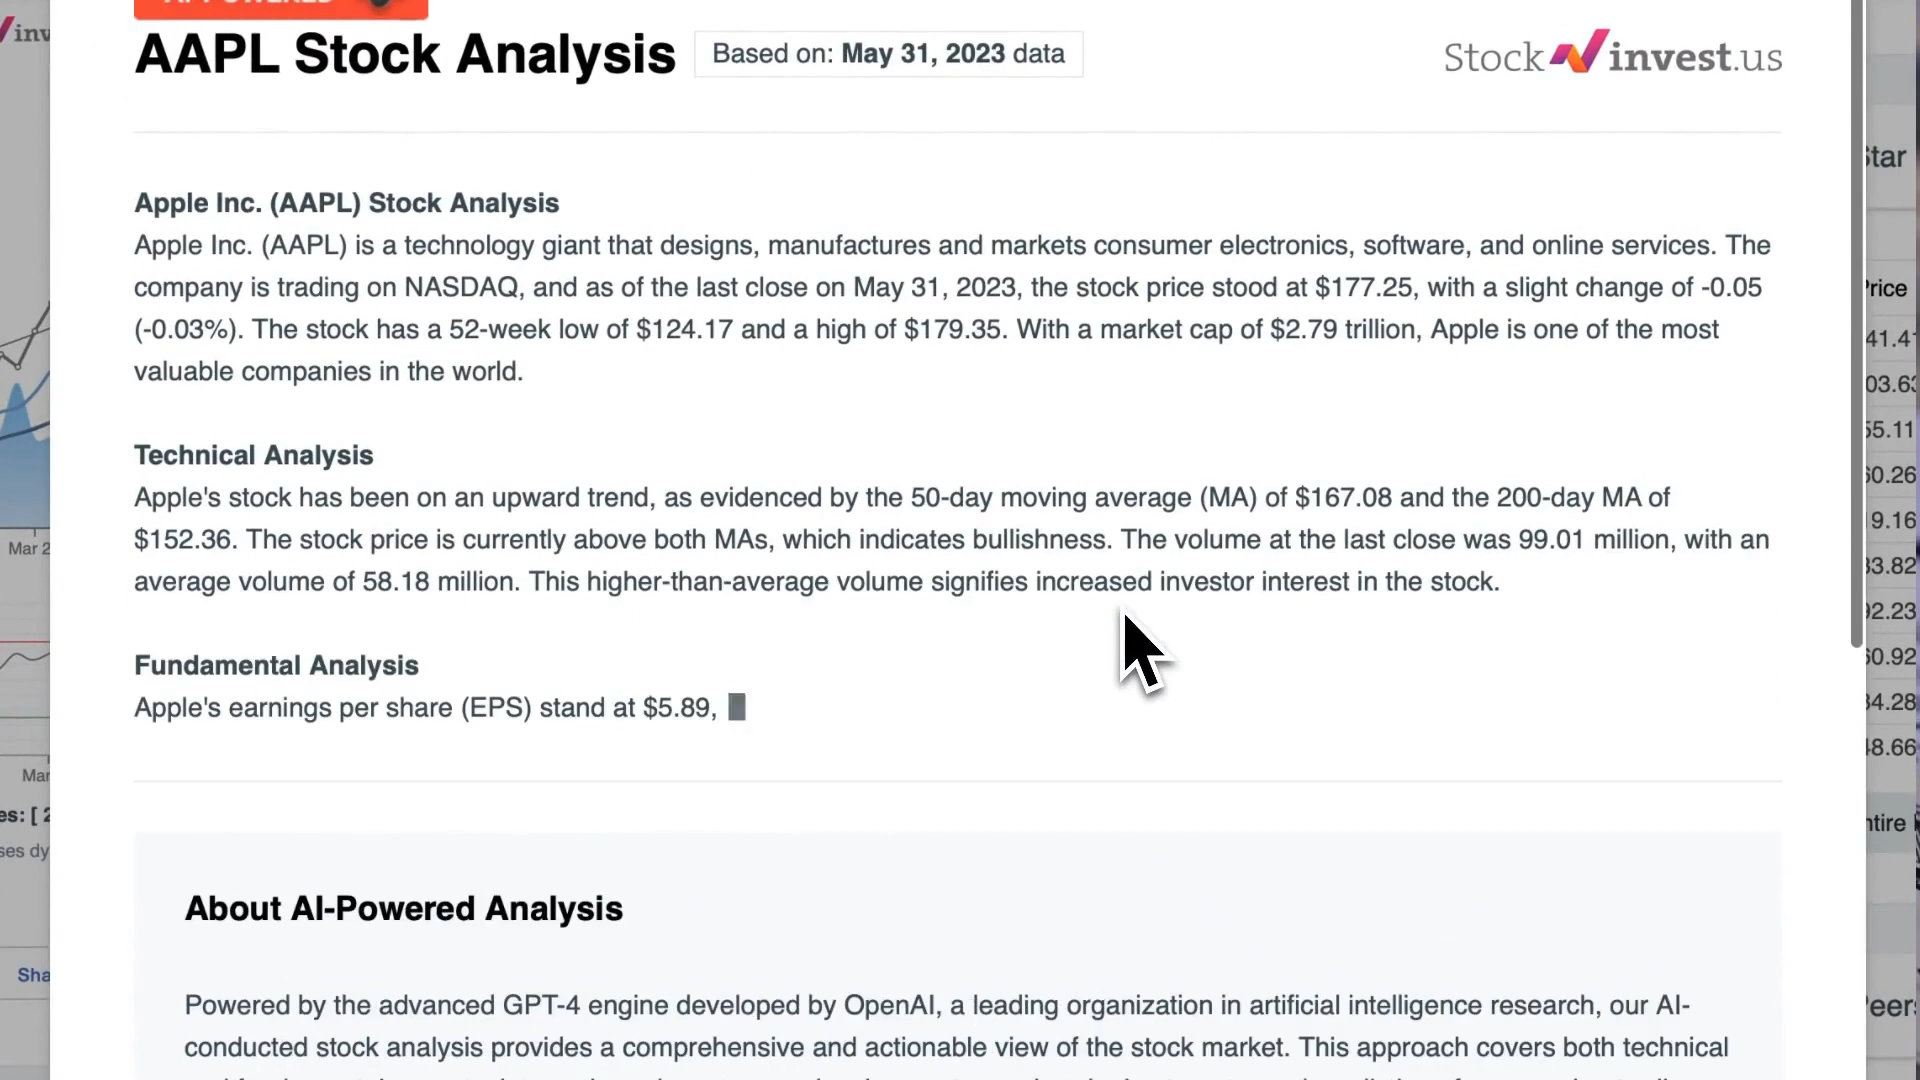 AAPL Stock Analysis
Based on: May 31, 2023 data
Stock invest.us
Apple Inc. (AAPL) Stock Analysis
Apple Inc. (AAPL) is a technology giant that designs, manufactures and markets consumer electronics, software, and online services. The
company is trading on NASDAQ, and as of the last close on May 31, 2023, the stock price stood at $177.25, with a slight change of -0.05
(-0.03%). The stock has a 52-week low of $124.17 and a high of $179.35. With a market cap of $2.79 trillion, Apple is one of the most
valuable companies in the world.
Technical Analysis
Apple's stock has been on an upward trend, as evidenced by the 50-day moving average (MA) of $167.08 and the 200-day MA of
$152.36. The stock price is currently above both MAs, which indicates bullishness. The volume at the last close was 99.01 million, with an
average volume of 58.18 million. This higher-than-average volume signifies increased investor interest in the stock.
Fundamental Analysis
Apple's earnings per share (EPS) stand at $5.89,
About AI-Powered Analysis
Powered by the advanced GPT-4 engine developed by OpenAI, a leading organization in artificial intelligence research, our AI-
conducted stock analysis provides a comprehensive and actionable view of the stock market. This approach covers both technical